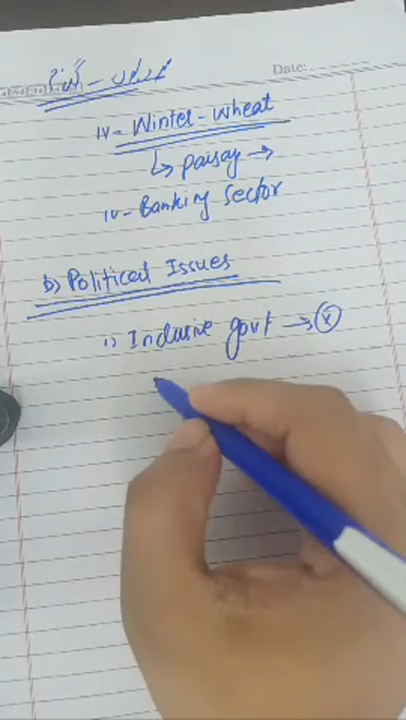 Date:
iv- Winter-wheat
↳ paisay →
iv- Banking Sector
b) Political Issues
i) Inclusive govt → (x)